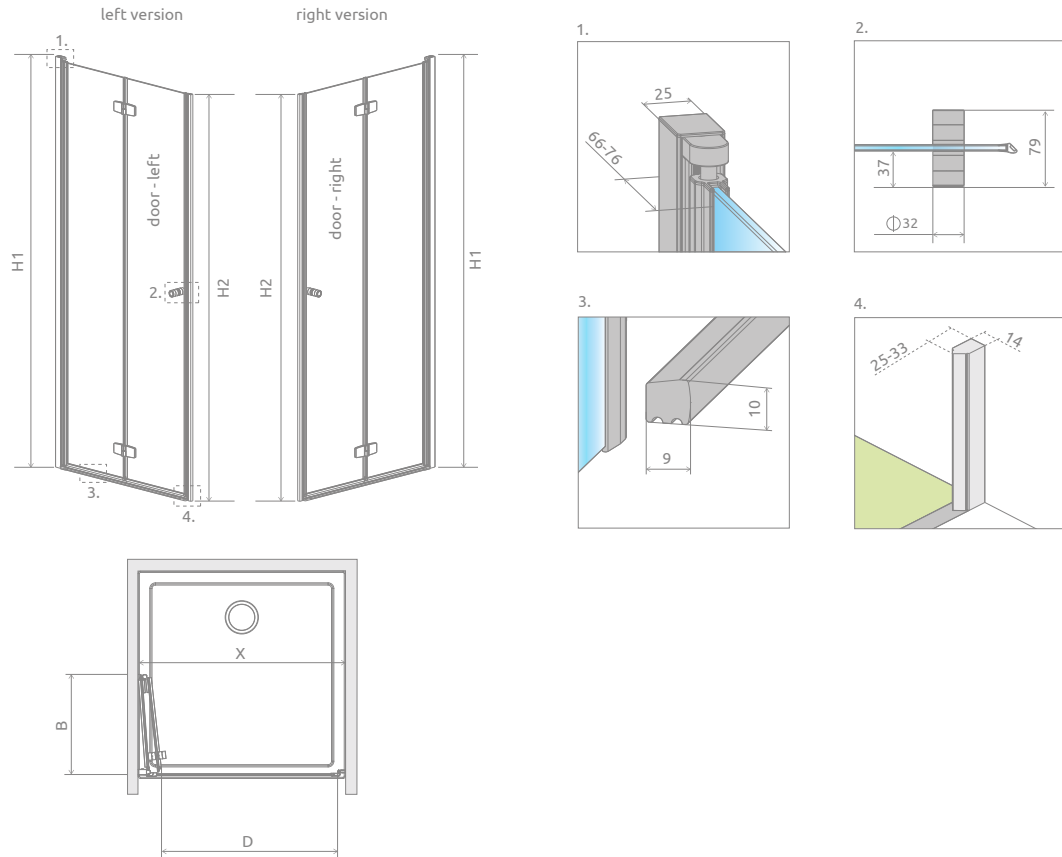 left version
right version
1.
H1
door - left
2.
H2
3.
4.
H2
door - right
H1
1.
25
66-76
2.
37
79
Φ32
3.
10
9
4.
25-33
14
X
B
D